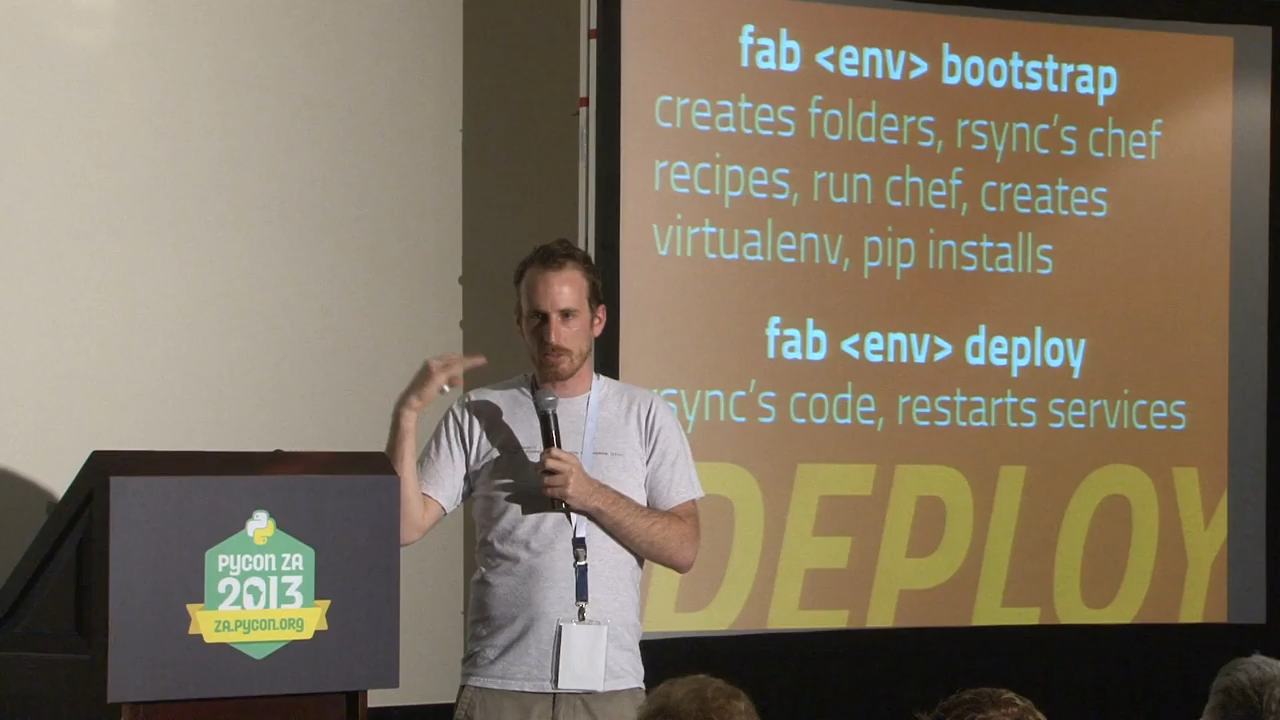 fab <env> bootstrap
creates folders, rsync's chef
recipes, run chef, creates
virtualenv, pip installs
fab <env> deploy
rsync's code, restarts services
DEPLOY
PYCON ZA
2013
ZA.PYCON.ORG